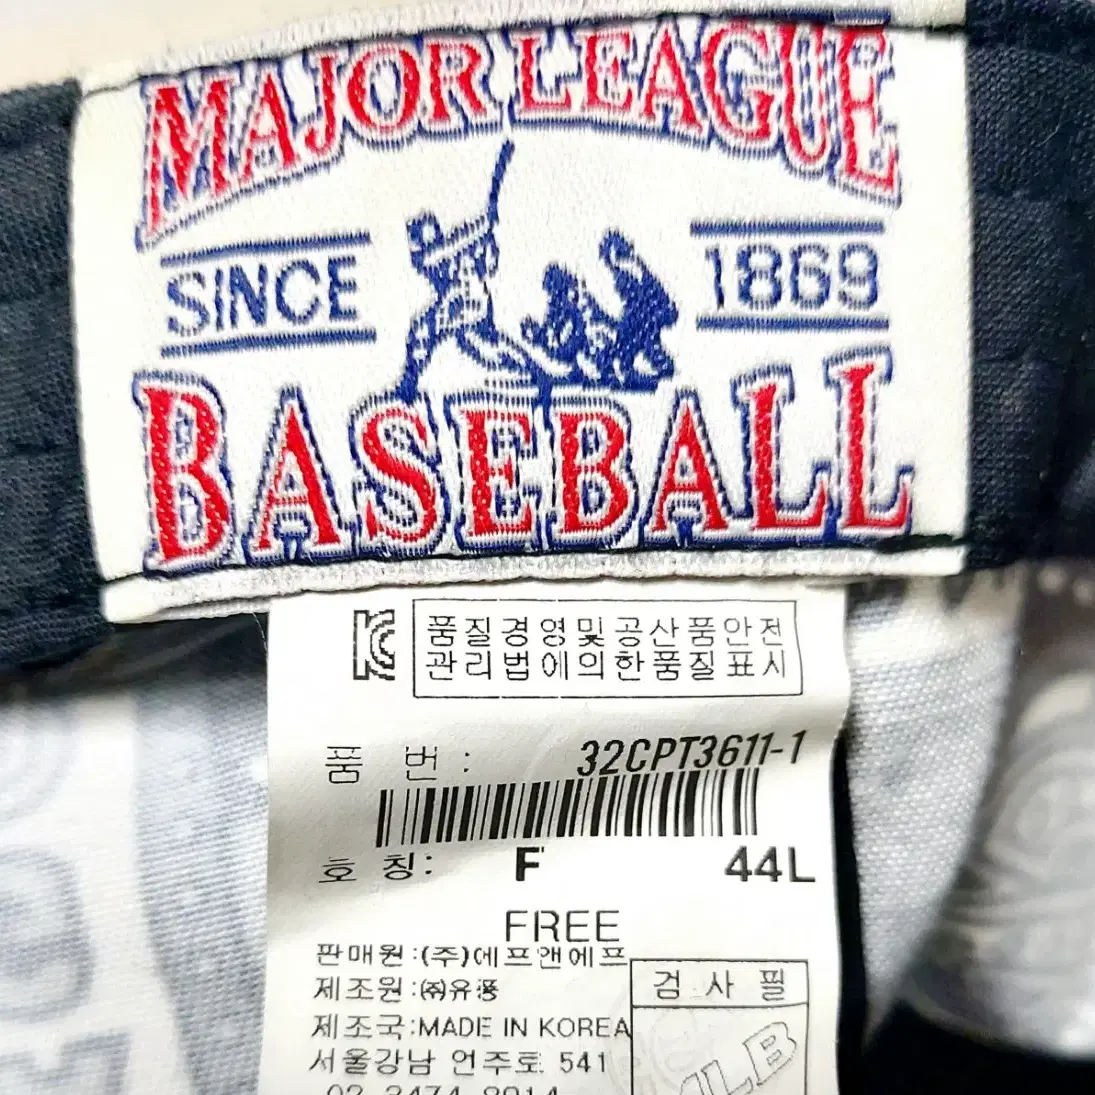 MAJOR LEAGUE
SINCE 1869
BASEBALL
품질경영및공산품안전
관리법에의한품질표시
품 번 : 32CPT3611-1
호 칭: F 44L
FREE
판매원:(주)에프앤에프
제조원:㈜유풍
검 사 필
제조국:MADE IN KOREA
서울강남 언주로 541
MLB